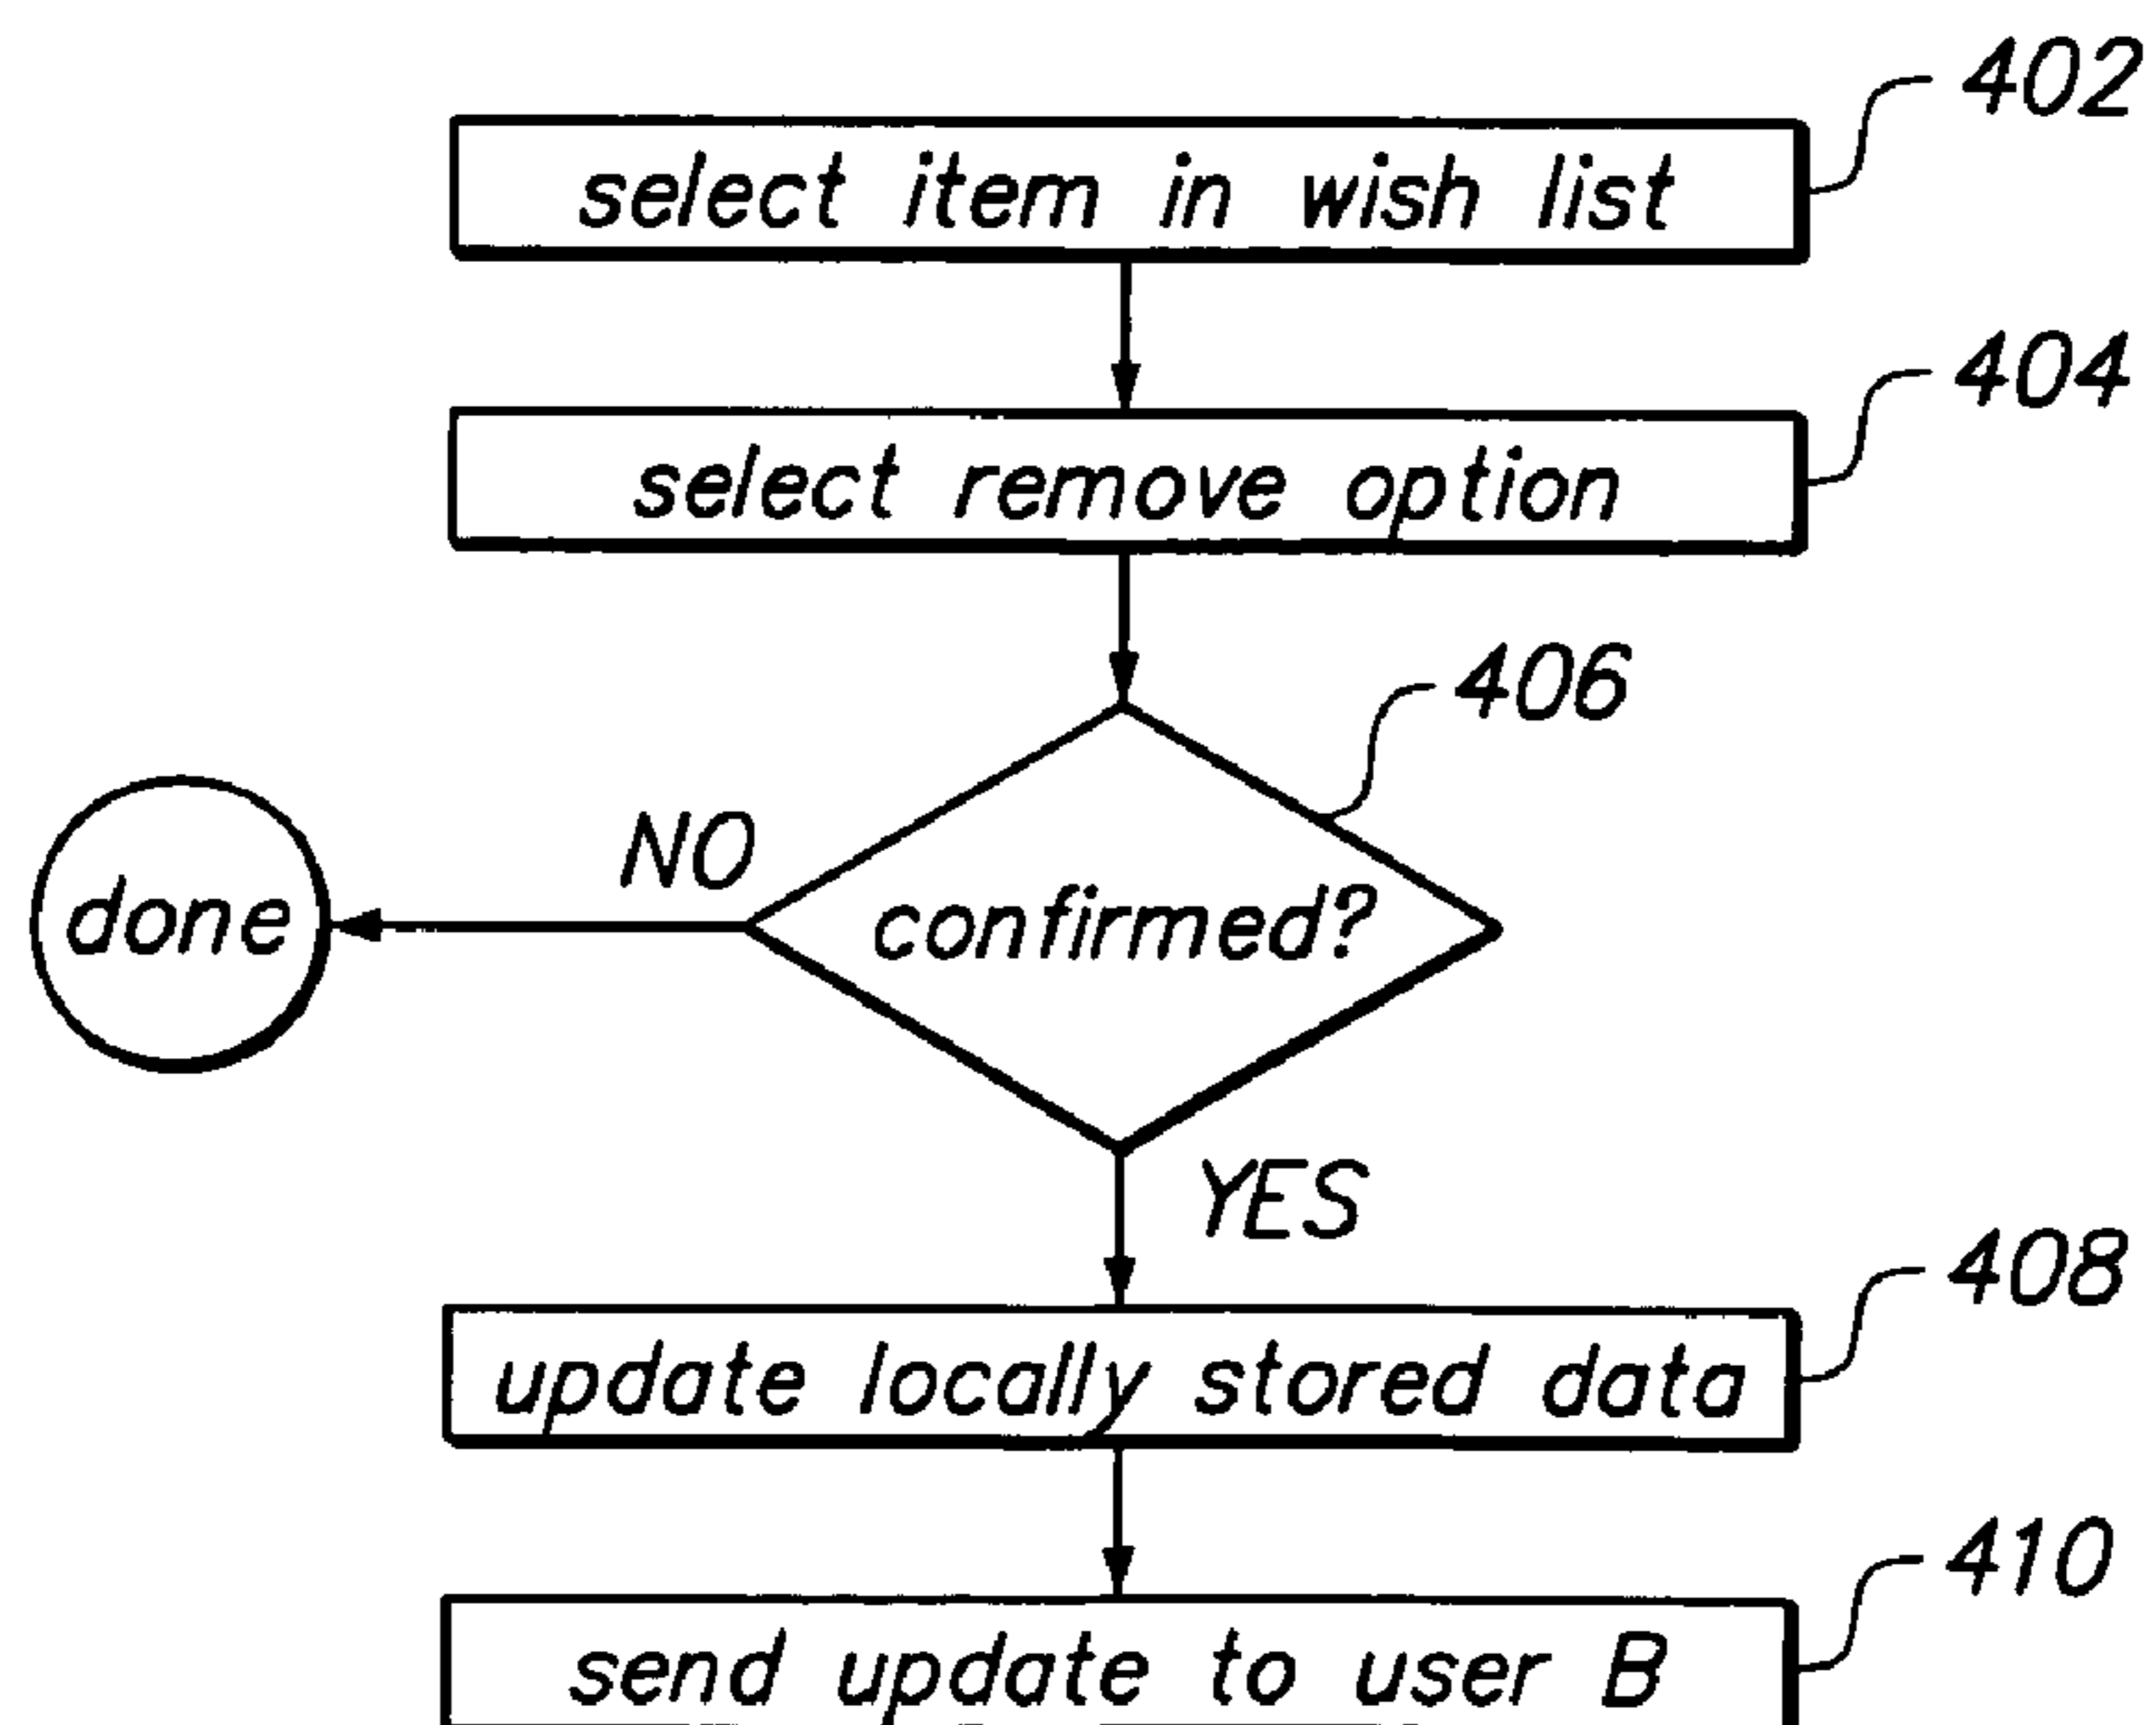 402
select item in wish list
404
select remove option
406
NO
done
confirmed?
YES
408
update locally stored data
410
send update to user B